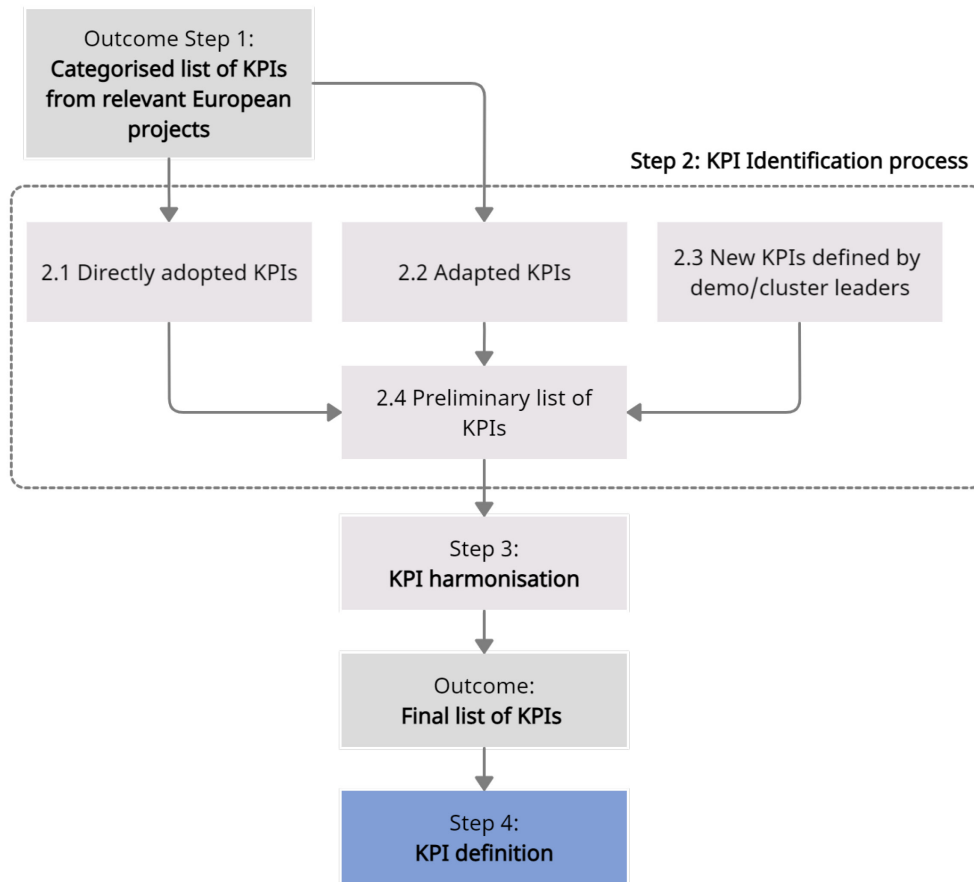 Outcome Step 1:
Categorised list of KPIs
from relevant European
projects
Step 2: KPI Identification process
2.1 Directly adopted KPIs
2.2 Adapted KPIs
2.3 New KPIs defined by
demo/cluster leaders
2.4 Preliminary list of
KPIs
Step 3:
KPI harmonisation
Outcome:
Final list of KPIs
Step 4:
KPI definition